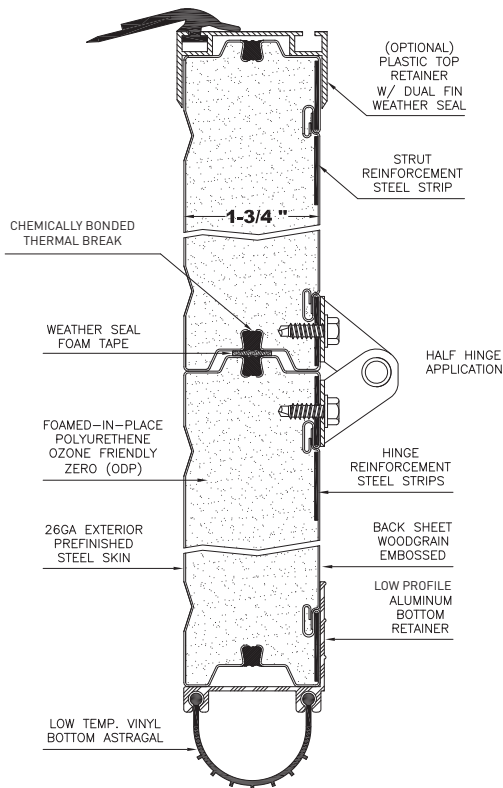 (OPTIONAL)
PLASTIC TOP
RETAINER
W/ DUAL FIN
WEATHER SEAL
STRUT
REINFORCEMENT
STEEL STRIP
1-3/4 "
CHEMICALLY BONDED
THERMAL BREAK
WEATHER SEAL
FOAM TAPE
HALF HINGE
APPLICATION
FOAMED-IN-PLACE
POLYURETHENE
OZONE FRIENDLY
ZERO (ODP)
HINGE
REINFORCEMENT
STEEL STRIPS
26GA EXTERIOR
PREFINISHED
STEEL SKIN
BACK SHEET
WOODGRAIN
EMBOSSED
LOW PROFILE
ALUMINUM
BOTTOM
RETAINER
LOW TEMP. VINYL
BOTTOM ASTRAGAL